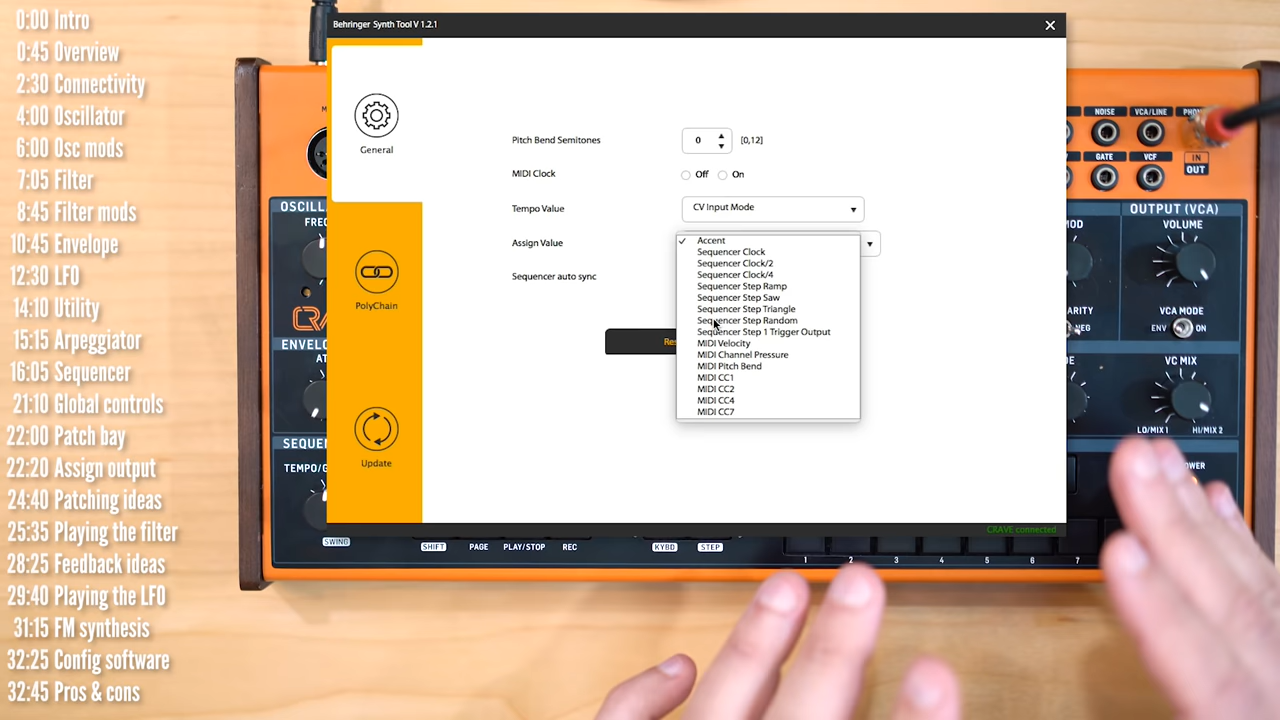 0:00 Intro
0:45 Overview
2:30 Connectivity
4:00 Oscillator
6:00 Osc mods
7:05 Filter
8:45 Filter mods
10:45 Envelope
12:30 LFO
14:10 Utility
15:15 Arpeggiator
16:05 Sequencer
21:10 Global controls
22:00 Patch bay
22:20 Assign output
24:40 Patching ideas
25:35 Playing the filter
28:25 Feedback ideas
29:40 Playing the LFO
31:15 FM synthesis
32:25 Config software
32:45 Pros & cons
Behringer Synth Tool V 1.2.1
General
PolyChain
Update
Pitch Bend Semitones
0
[0,12]
MIDI Clock
Off
On
Tempo Value
CV Input Mode
Assign Value
Sequencer auto sync
Accent
Sequencer Clock
Sequencer Clock/2
Sequencer Clock/4
Sequencer Step Ramp
Sequencer Step Saw
Sequencer Step Triangle
Sequencer Step Random
Sequencer Step 1 Trigger Output
MIDI Velocity
MIDI Channel Pressure
MIDI Pitch Bend
MIDI CC1
MIDI CC2
MIDI CC4
MIDI CC7
CRAVE connected
NOISE
VCA/LINE
GATE
VCF
IN
OUT
OUTPUT (VCA)
VOLUME
VCA MODE
ENV
ON
VC MIX
LO/MIX 1
HI/MIX 2
SWING
SHIFT
PAGE
PLAY/STOP
REC
KYBD
STEP
1
2
3
4
5
6
7